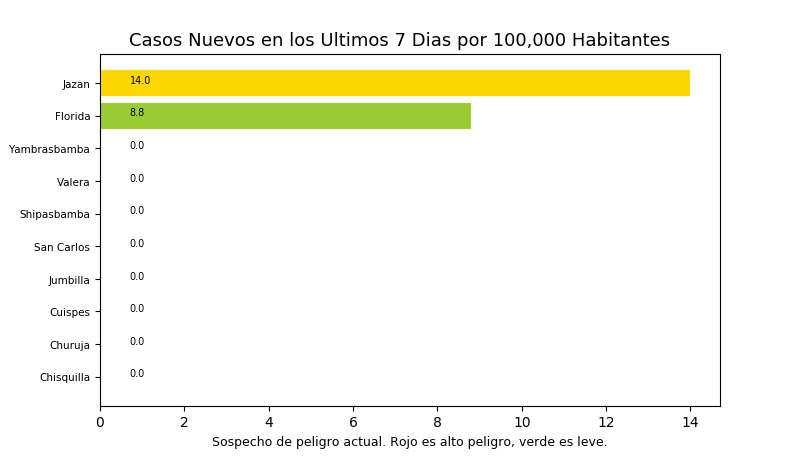 Casos Nuevos en los Ultimos 7 Dias por 100,000 Habitantes
Jazan 14.0
Florida 8.8
Yambrasbamba 0.0
Valera 0.0
Shipasbamba 0.0
San Carlos 0.0
Jumbilla 0.0
Cuispes 0.0
Churuja 0.0
Chisquilla 0.0
0 2 4 6 8 10 12 14
Sospecho de peligro actual. Rojo es alto peligro, verde es leve.